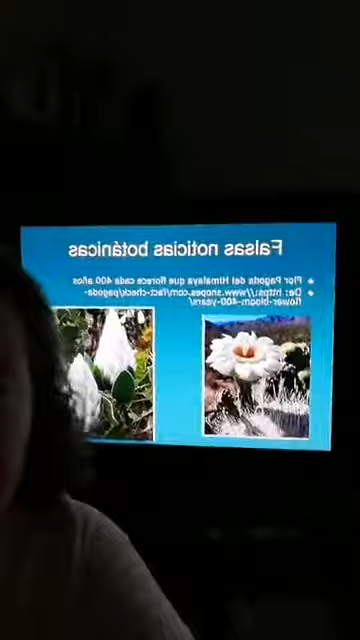 Falsas noticias botánicas
Flor Pagoda del Himalaya que florece cada 400 años
De: https://www.snopes.com/fact-check/pagoda-
flower-bloom-400-years/